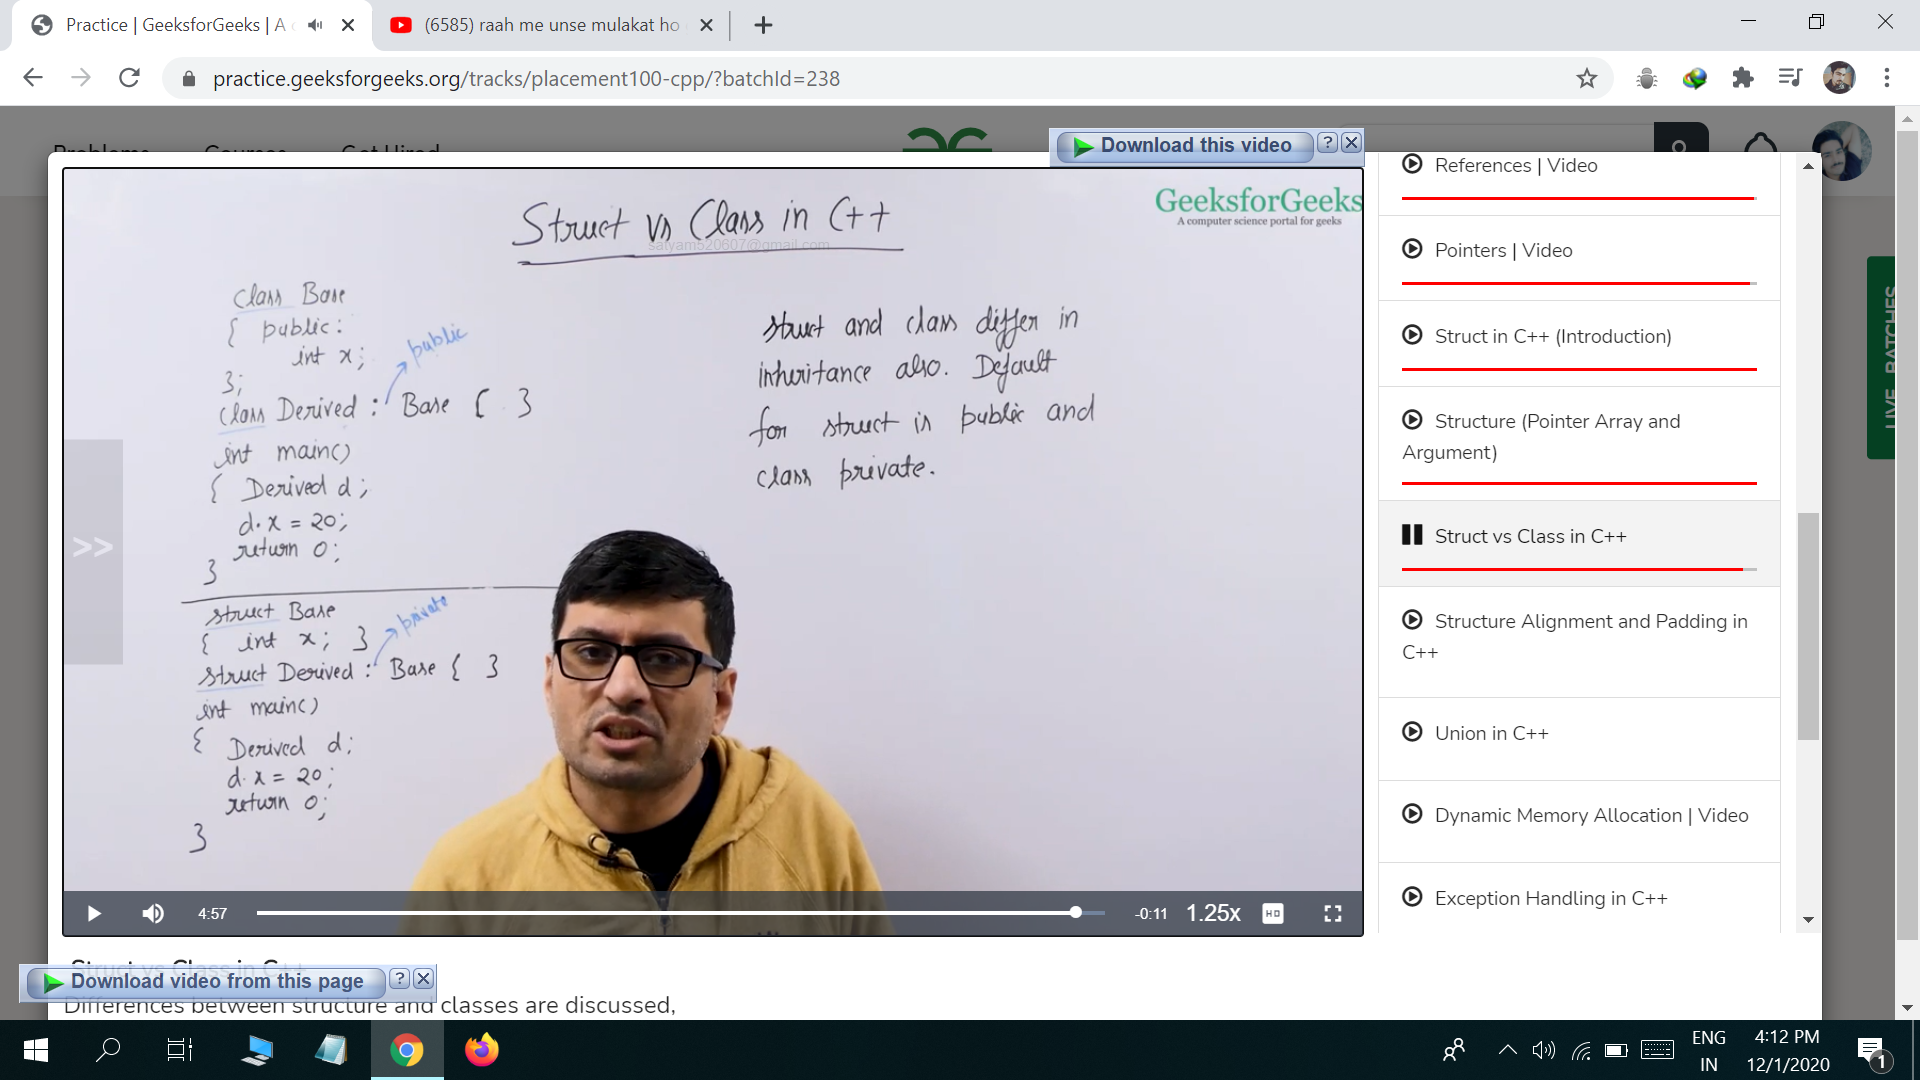 Practice | GeeksforGeeks | A c
(6585) raah me unse mulakat ho
practice.geeksforgeeks.org/tracks/placement100-cpp/?batchId=238
Problems Courses Get Hired
Download this video ?
GeeksforGeeks
A computer science portal for geeks
Struct vs Class in C++
satyam520607@gmail.com
class Base
{ public:
int x;
};
public
class Derived : Base { }
int main()
{ Derived d;
d.x = 20;
return 0;
}
struct Base
{ int x; }
private
struct Derived : Base { }
int main()
{ Derived d;
d.x = 20;
return 0;
}
struct and class differ in
inheritance also. Default
for struct is public and
class private.
>>
4:57
-0:11 1.25x HD
References | Video
Pointers | Video
Struct in C++ (Introduction)
Structure (Pointer Array and
Argument)
Struct vs Class in C++
Structure Alignment and Padding in
C++
Union in C++
Dynamic Memory Allocation | Video
Exception Handling in C++
LIVE BATCHES
Struct vs Class in C++
Download video from this page ?
Differences between structure and classes are discussed,
ENG
IN
4:12 PM
12/1/2020
1